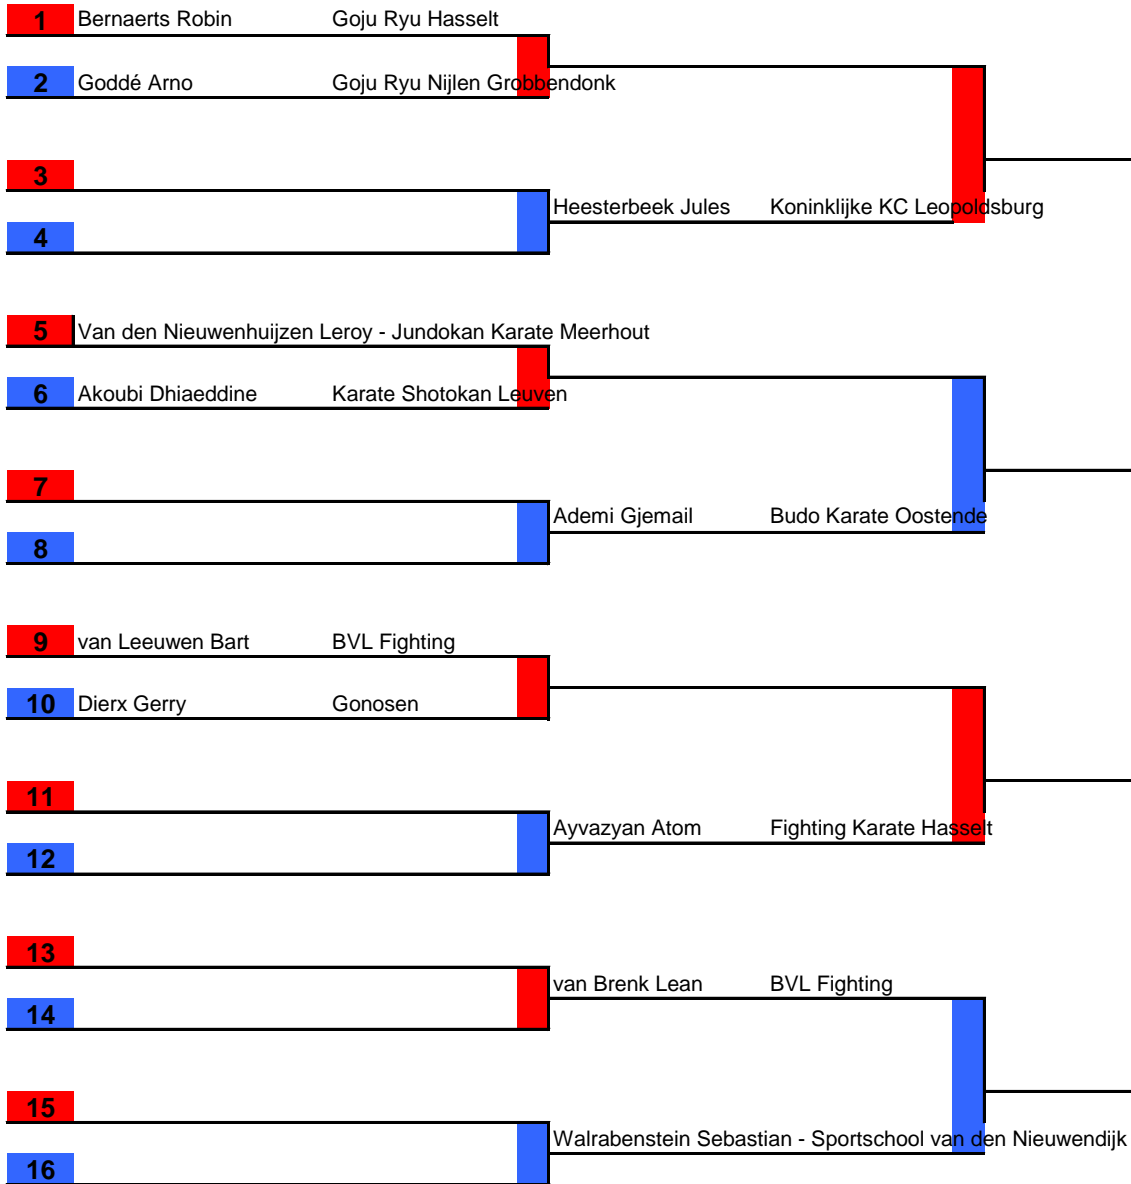 1 Bernaerts Robin Goju Ryu Hasselt
2 Goddé Arno Goju Ryu Nijlen Grobbendonk
3
Heesterbeek Jules Koninklijke KC Leopoldsburg
4
5 Van den Nieuwenhuijzen Leroy - Jundokan Karate Meerhout
6 Akoubi Dhiaeddine Karate Shotokan Leuven
7
Ademi Gjemail Budo Karate Oostende
8
9 van Leeuwen Bart BVL Fighting
10 Dierx Gerry Gonosen
11
Ayvazyan Atom Fighting Karate Hasselt
12
13
van Brenk Lean BVL Fighting
14
15
Walrabenstein Sebastian - Sportschool van den Nieuwendijk
16